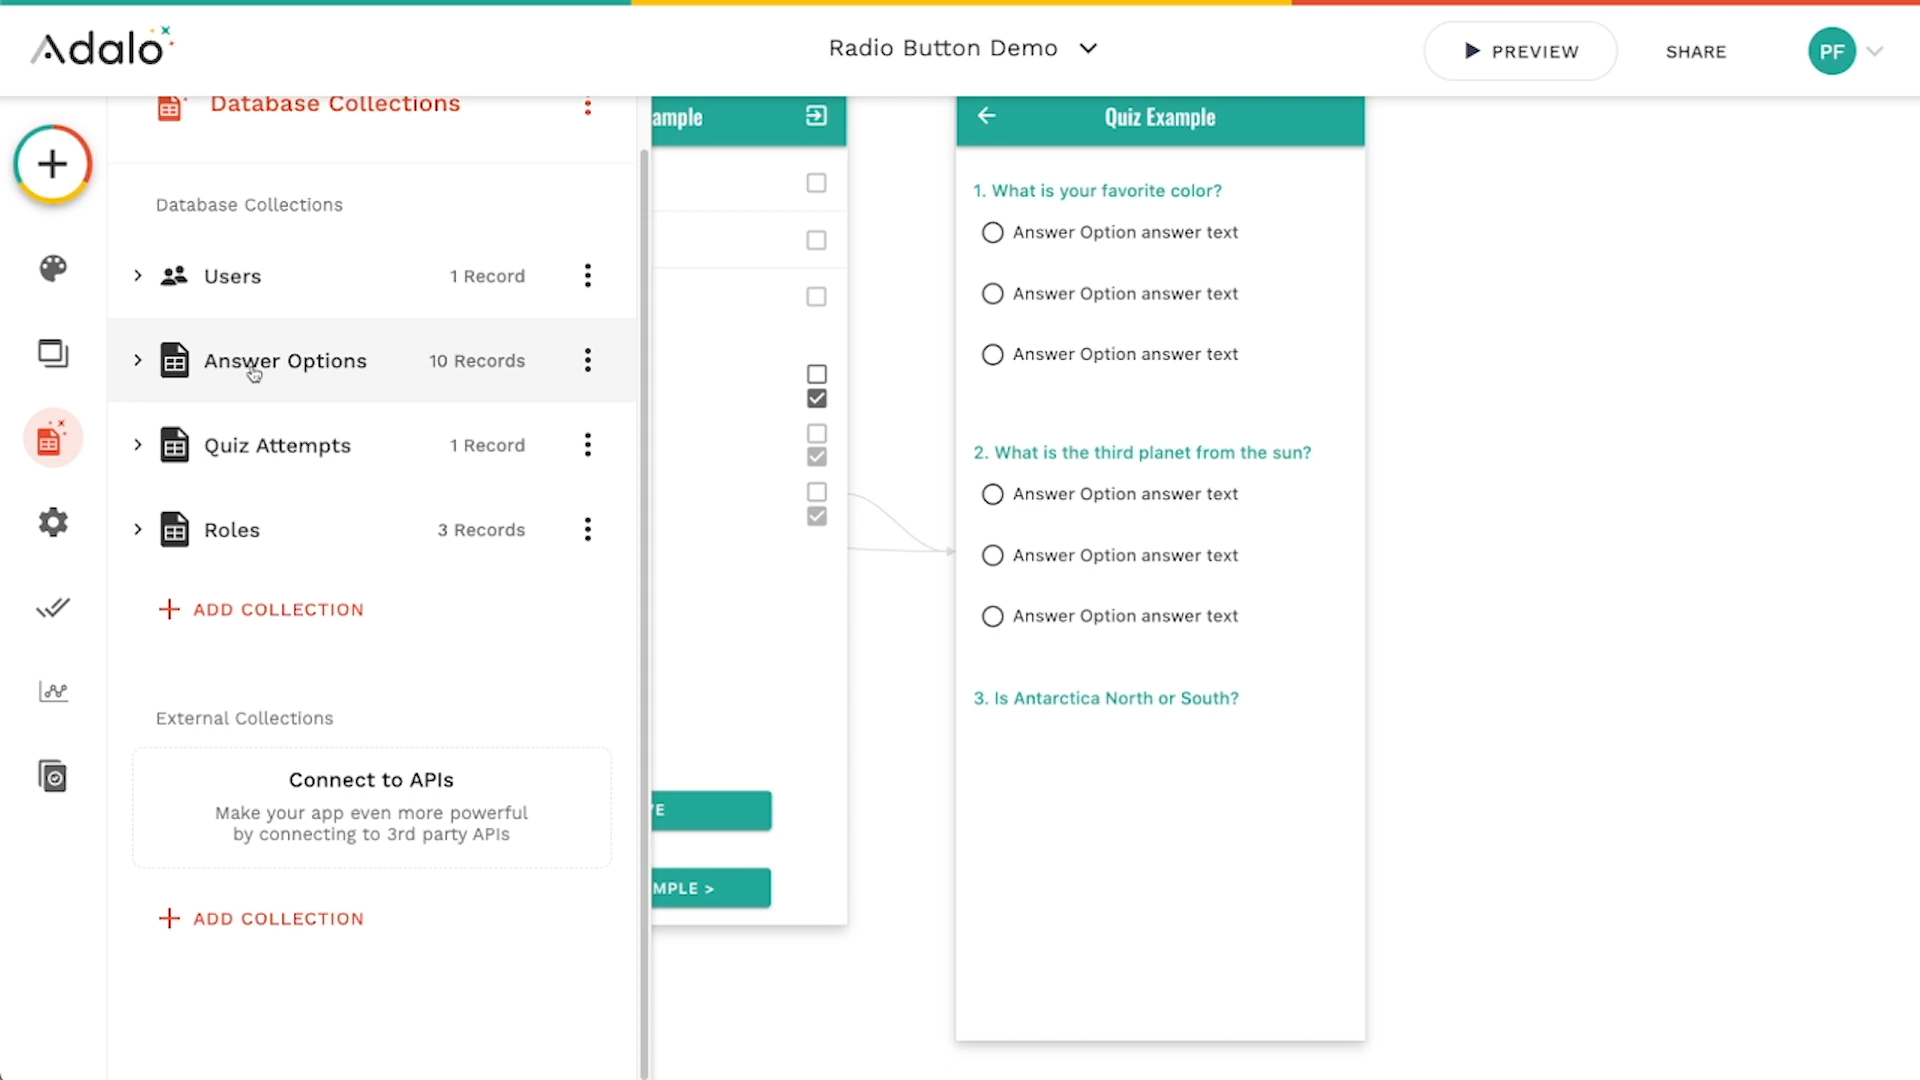 Adalo
Radio Button Demo
PREVIEW
SHARE
PF
Database Collections
Database Collections
Users
1 Record
Answer Options
10 Records
Quiz Attempts
1 Record
Roles
3 Records
ADD COLLECTION
External Collections
Connect to APIs
Make your app even more powerful
by connecting to 3rd party APIs
ADD COLLECTION
ample
VE
MPLE >
Quiz Example
1. What is your favorite color?
Answer Option answer text
Answer Option answer text
Answer Option answer text
2. What is the third planet from the sun?
Answer Option answer text
Answer Option answer text
Answer Option answer text
3. Is Antarctica North or South?